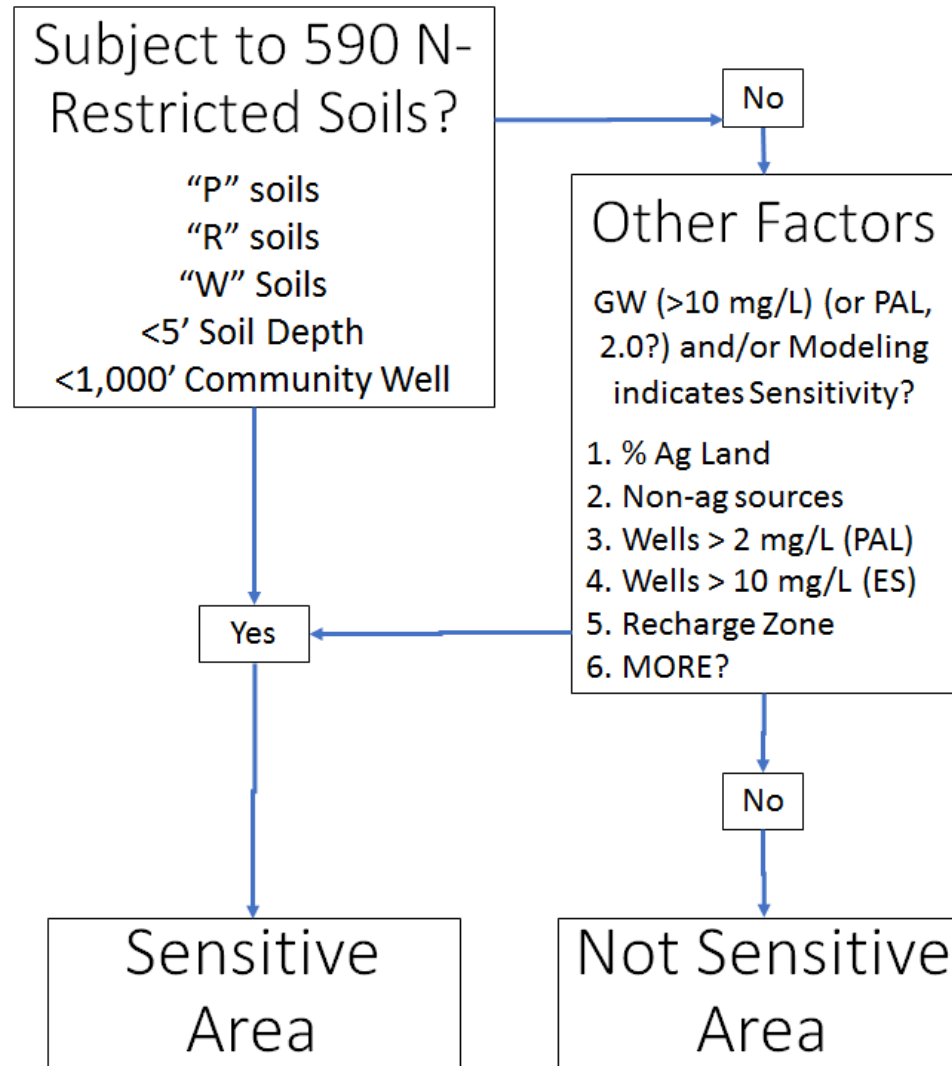 Subject to 590 N-
Restricted Soils?
“P” soils
“R” soils
“W” Soils
<5’ Soil Depth
<1,000’ Community Well
No
Other Factors
GW (>10 mg/L) (or PAL,
2.0?) and/or Modeling
indicates Sensitivity?
1. % Ag Land
2. Non-ag sources
3. Wells > 2 mg/L (PAL)
4. Wells > 10 mg/L (ES)
5. Recharge Zone
6. MORE?
Yes
No
Sensitive
Area
Not Sensitive
Area